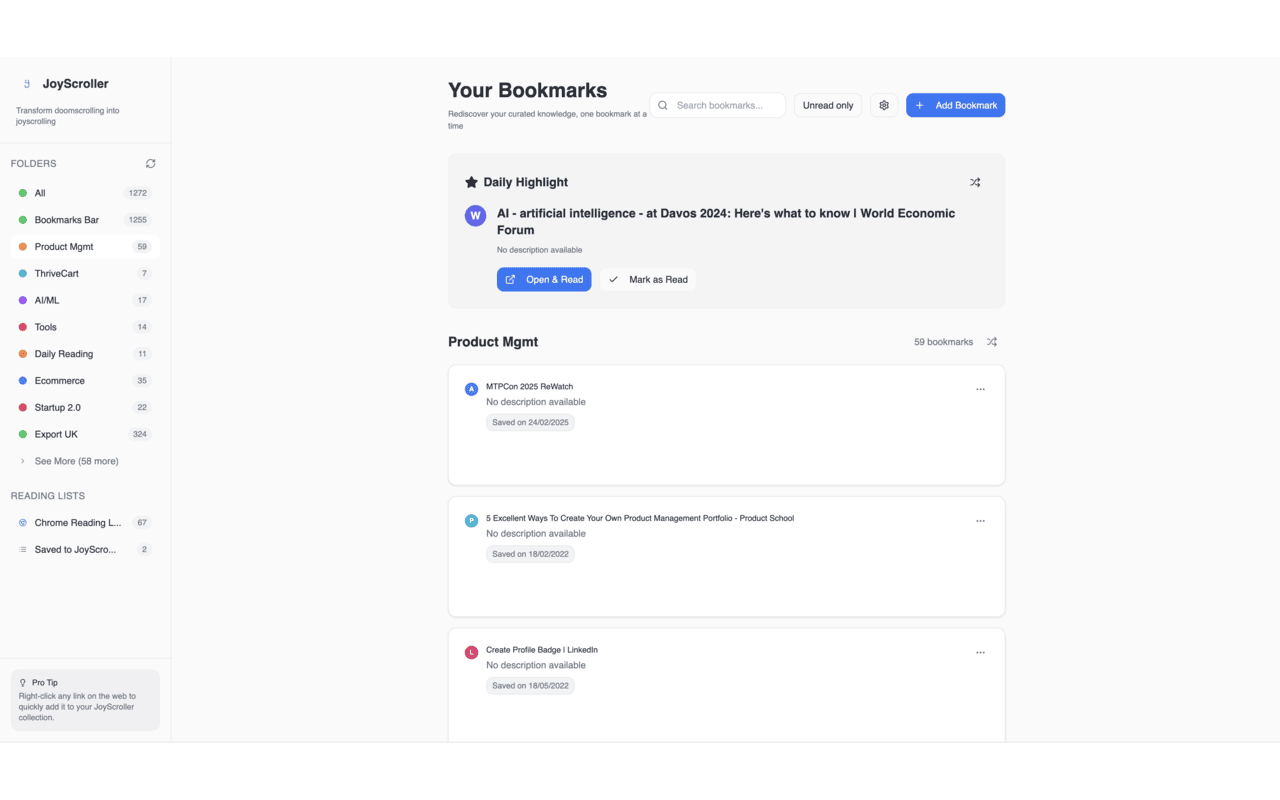 JoyScroller
Transform doomscrolling into
joyscrolling
FOLDERS
All 1272
Bookmarks Bar 1255
Product Mgmt 59
ThriveCart 7
AI/ML 17
Tools 14
Daily Reading 11
Ecommerce 35
Startup 2.0 22
Export UK 324
See More (58 more)
READING LISTS
Chrome Reading L... 67
Saved to JoyScro... 2
Pro Tip
Right-click any link on the web to
quickly add it to your JoyScroller
collection.
Your Bookmarks
Rediscover your curated knowledge, one bookmark at a
time
Search bookmarks...
Unread only
Add Bookmark
Daily Highlight
W
AI - artificial intelligence - at Davos 2024: Here's what to know | World Economic
Forum
No description available
Open & Read
Mark as Read
Product Mgmt
59 bookmarks
A
MTPCon 2025 ReWatch
No description available
Saved on 24/02/2025
P
5 Excellent Ways To Create Your Own Product Management Portfolio - Product School
No description available
Saved on 18/02/2022
L
Create Profile Badge | LinkedIn
No description available
Saved on 18/05/2022